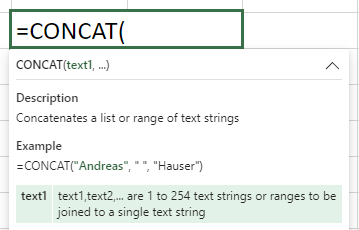 =CONCAT(
CONCAT(text1, ...)
Description
Concatenates a list or range of text strings
Example
=CONCAT("Andreas", " ", "Hauser")
text1 text1,text2,... are 1 to 254 text strings or ranges to be
joined to a single text string